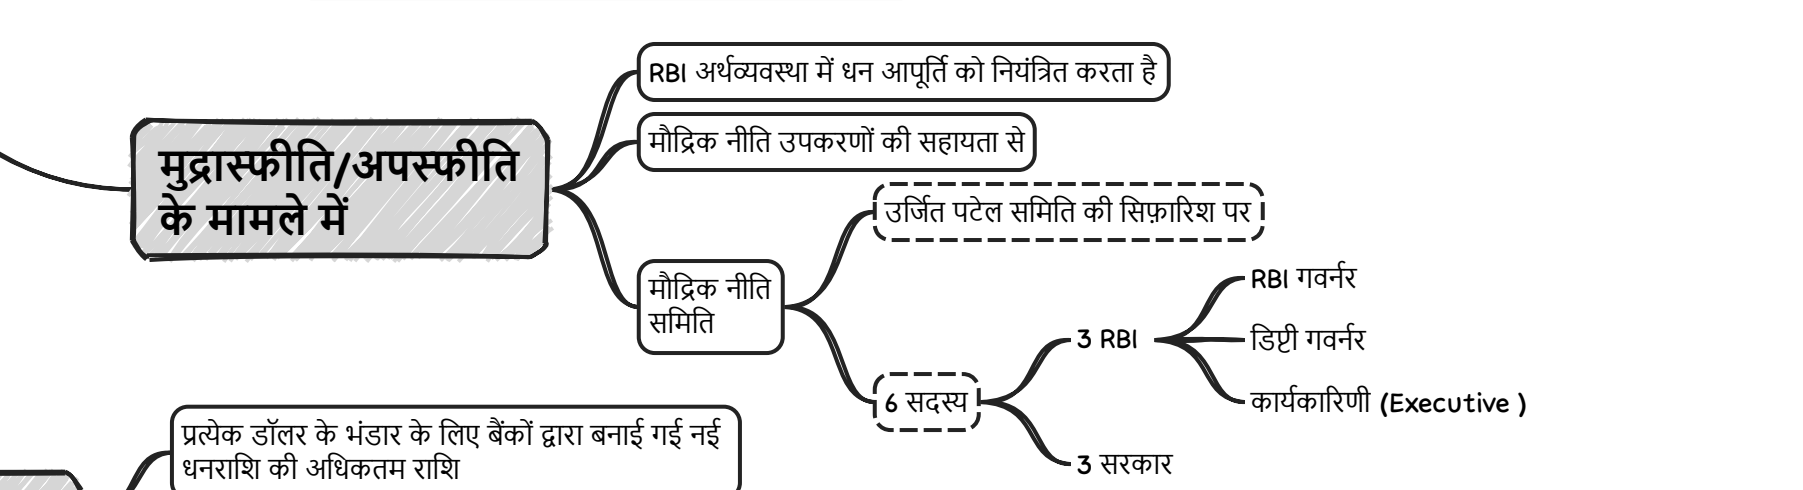 RBI अर्थव्यवस्था में धन आपूर्ति को नियंत्रित करता है
मौद्रिक नीति उपकरणों की सहायता से
मुद्रास्फीति/अपस्फीति
के मामले में
उर्जित पटेल समिति की सिफ़ारिश पर
मौद्रिक नीति
समिति
RBI गवर्नर
3 RBI
डिप्टी गवर्नर
6 सदस्य
कार्यकारिणी (Executive )
3 सरकार
प्रत्येक डॉलर के भंडार के लिए बैंकों द्वारा बनाई गई नई
धनराशि की अधिकतम राशि